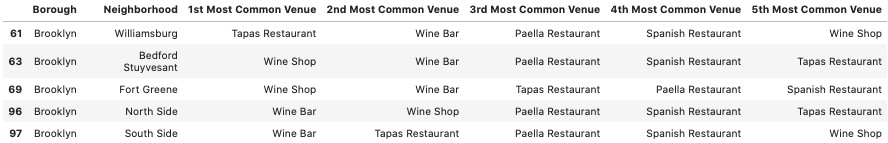 Borough Neighborhood 1st Most Common Venue 2nd Most Common Venue 3rd Most Common Venue 4th Most Common Venue 5th Most Common Venue
61 Brooklyn Williamsburg Tapas Restaurant Wine Bar Paella Restaurant Spanish Restaurant Wine Shop
63 Brooklyn Bedford Stuyvesant Wine Shop Wine Bar Paella Restaurant Spanish Restaurant Tapas Restaurant
69 Brooklyn Fort Greene Wine Shop Wine Bar Tapas Restaurant Paella Restaurant Spanish Restaurant
96 Brooklyn North Side Wine Bar Wine Shop Paella Restaurant Spanish Restaurant Tapas Restaurant
97 Brooklyn South Side Wine Bar Tapas Restaurant Paella Restaurant Spanish Restaurant Wine Shop